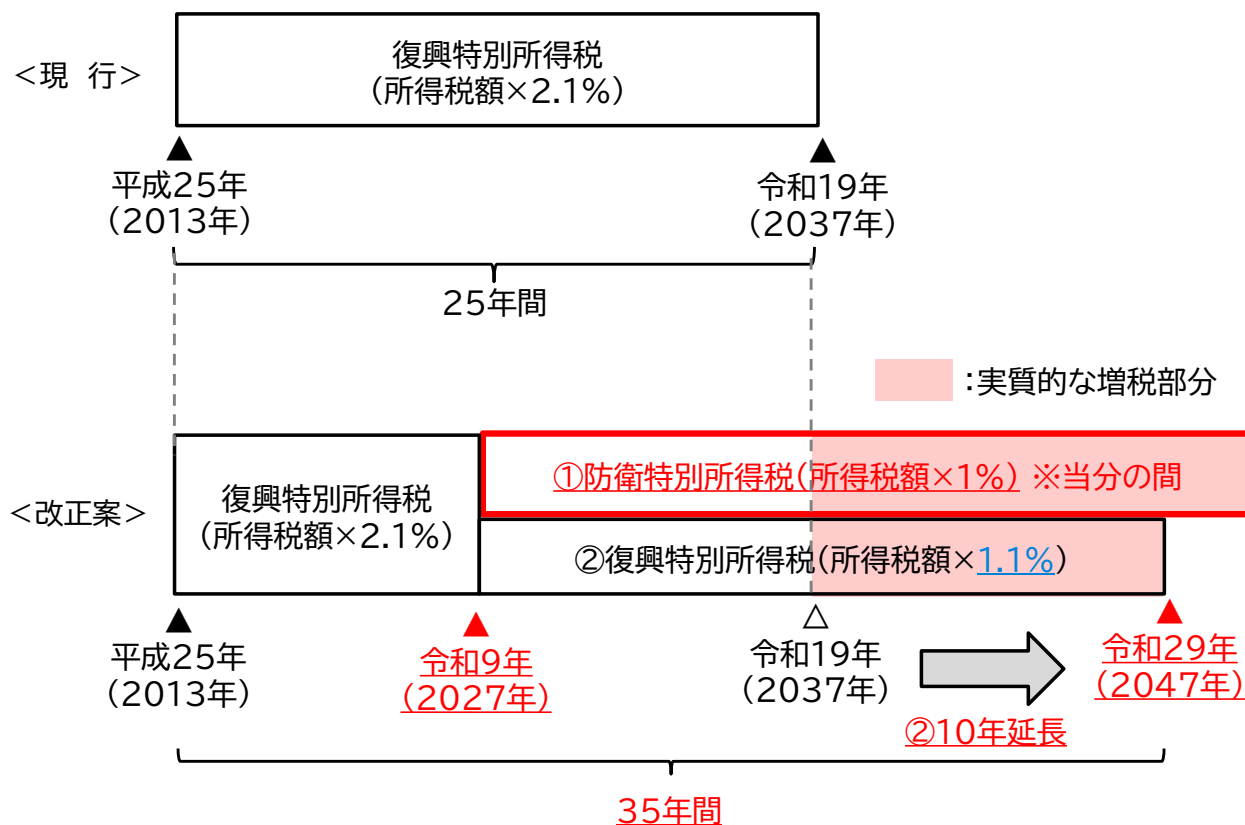 ＜現 行＞
復興特別所得税
（所得税額×2.1％）
▲
平成25年
（2013年）
▲
令和19年
（2037年）
25年間
：実質的な増税部分
＜改正案＞
復興特別所得税
（所得税額×2.1％）
①防衛特別所得税（所得税額×1％） ※当分の間
②復興特別所得税（所得税額×1.1％）
▲
平成25年
（2013年）
▲
令和9年
（2027年）
△
令和19年
（2037年）
▲
令和29年
（2047年）
②10年延長
35年間